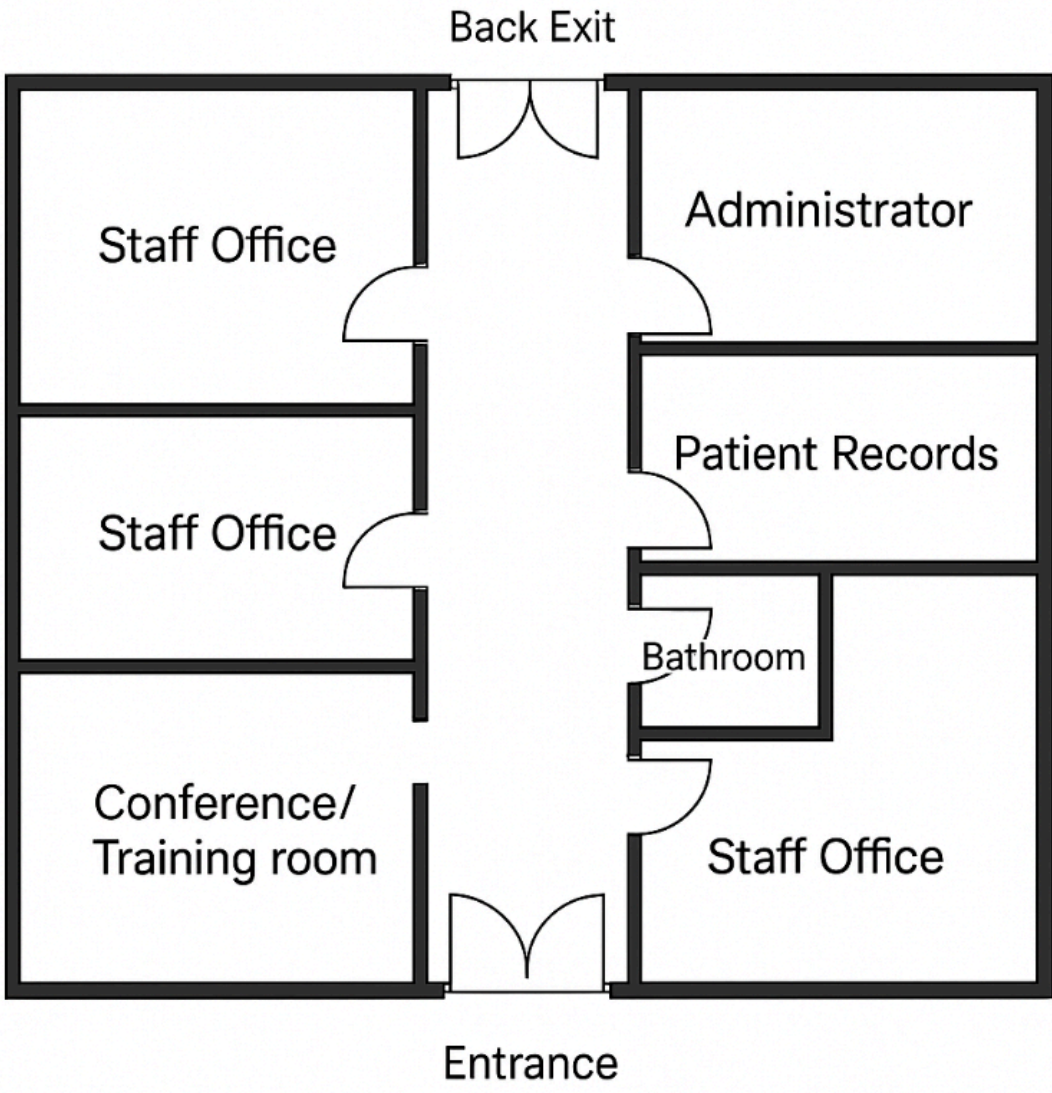 Back Exit
Staff Office
Administrator
Staff Office
Patient Records
Bathroom
Conference/
Training room
Staff Office
Entrance